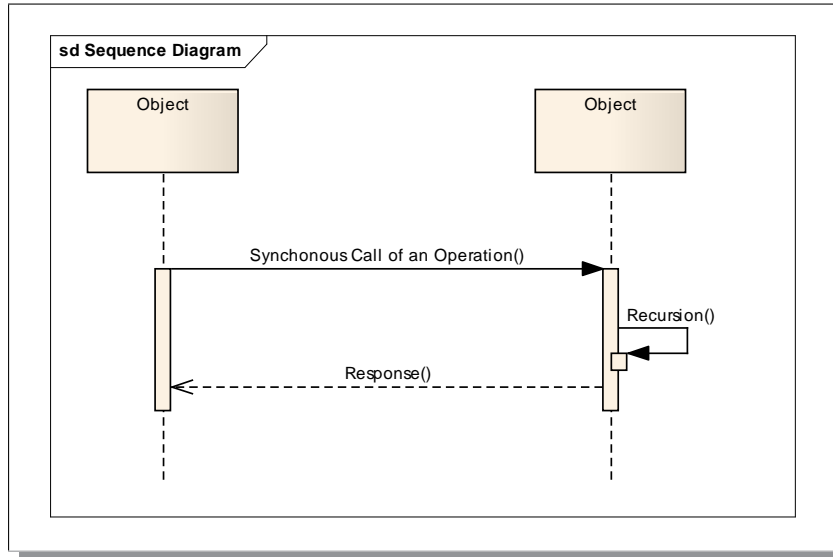 sd Sequence Diagram
Object
Object
Synchonous Call of an Operation()
Recursion()
Response()